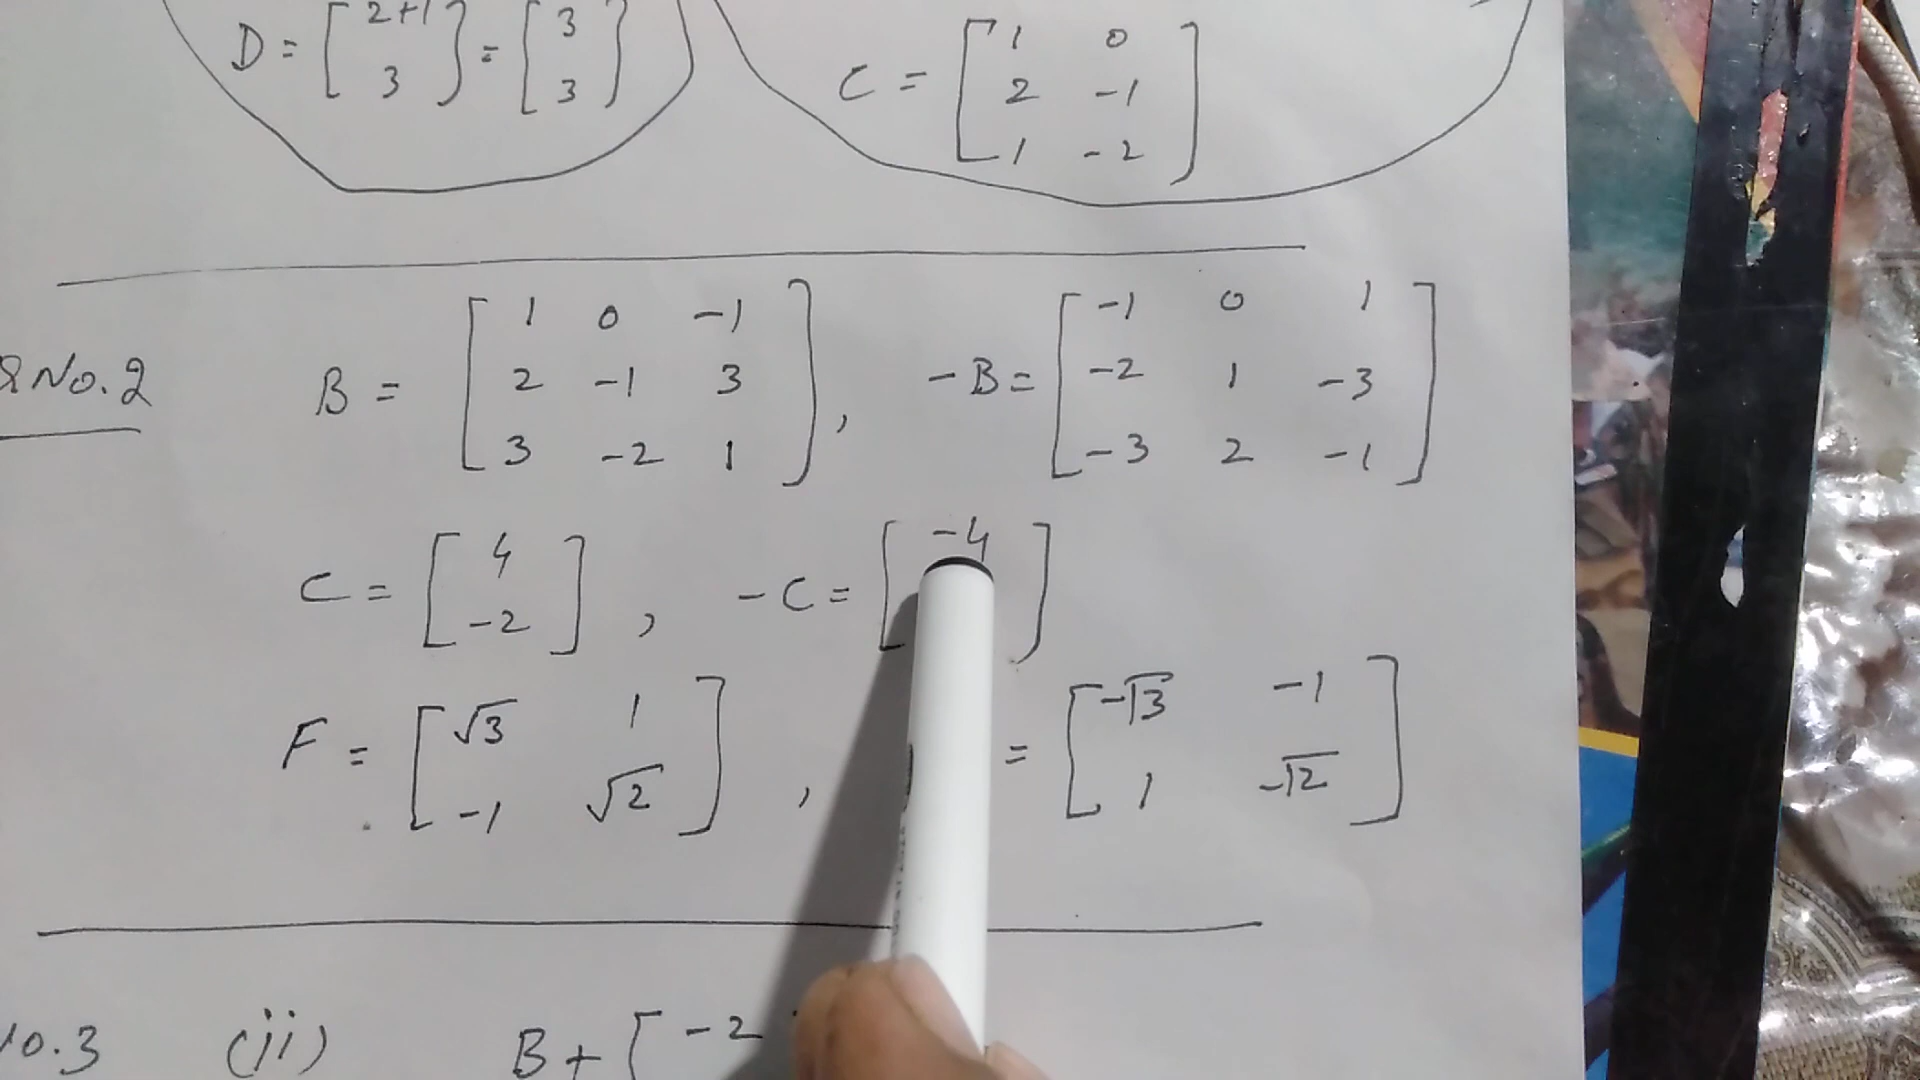 D = [2+1 3] = [3 3]
C = [1 0 2 -1 1 -2]
No.2 B = [1 0 -1 2 -1 3 3 -2 1], -B = [-1 0 1 -2 1 -3 -3 2 -1]
C = [4 -2], -C = [-4]
F = [√3 1 -1 √2], = [-√3 -1 1 -√2]
No.3 (ii) B + [-2